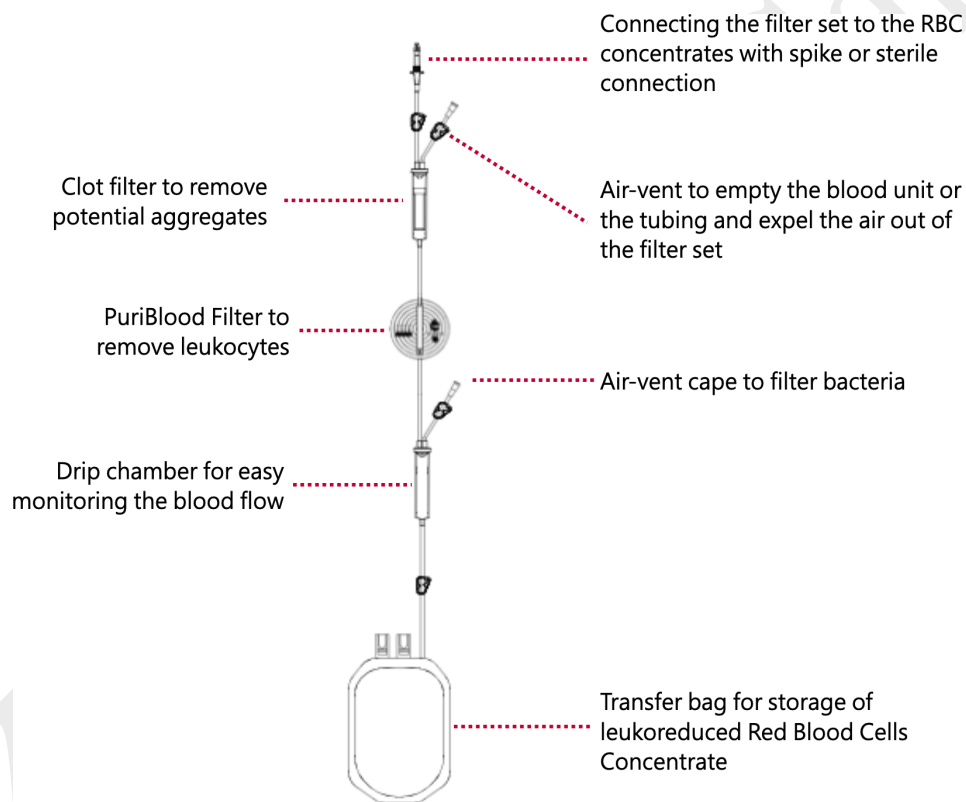 Connecting the filter set to the RBC
concentrates with spike or sterile
connection
Clot filter to remove
potential aggregates
Air-vent to empty the blood unit or
the tubing and expel the air out of
the filter set
PuriBlood Filter to
remove leukocytes
Air-vent cape to filter bacteria
Drip chamber for easy
monitoring the blood flow
Transfer bag for storage of
leukoreduced Red Blood Cells
Concentrate